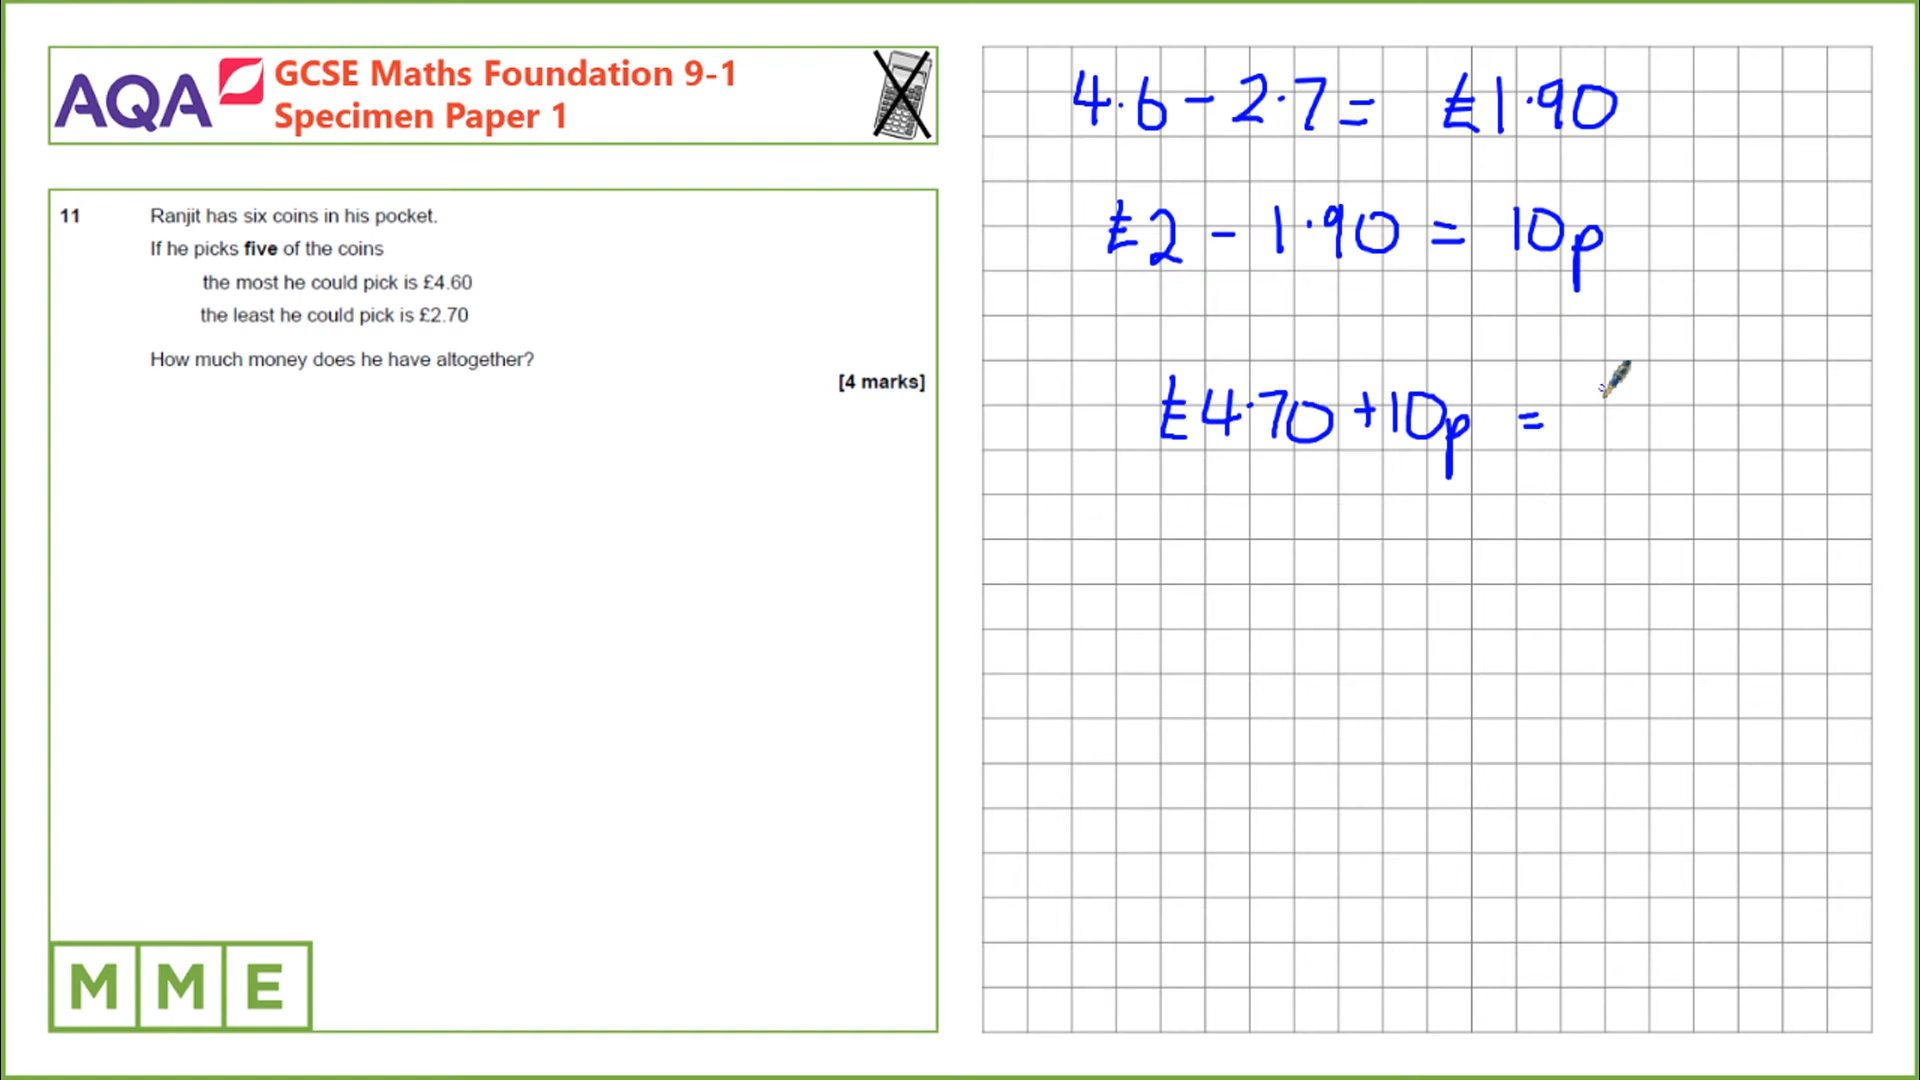 AQA
GCSE Maths Foundation 9-1
Specimen Paper 1
11 Ranjit has six coins in his pocket.
If he picks five of the coins
the most he could pick is £4.60
the least he could pick is £2.70
How much money does he have altogether?
[4 marks]
MME
4.6 - 2.7 = £1.90
£2 - 1.90 = 10p
£4.70 + 10p =